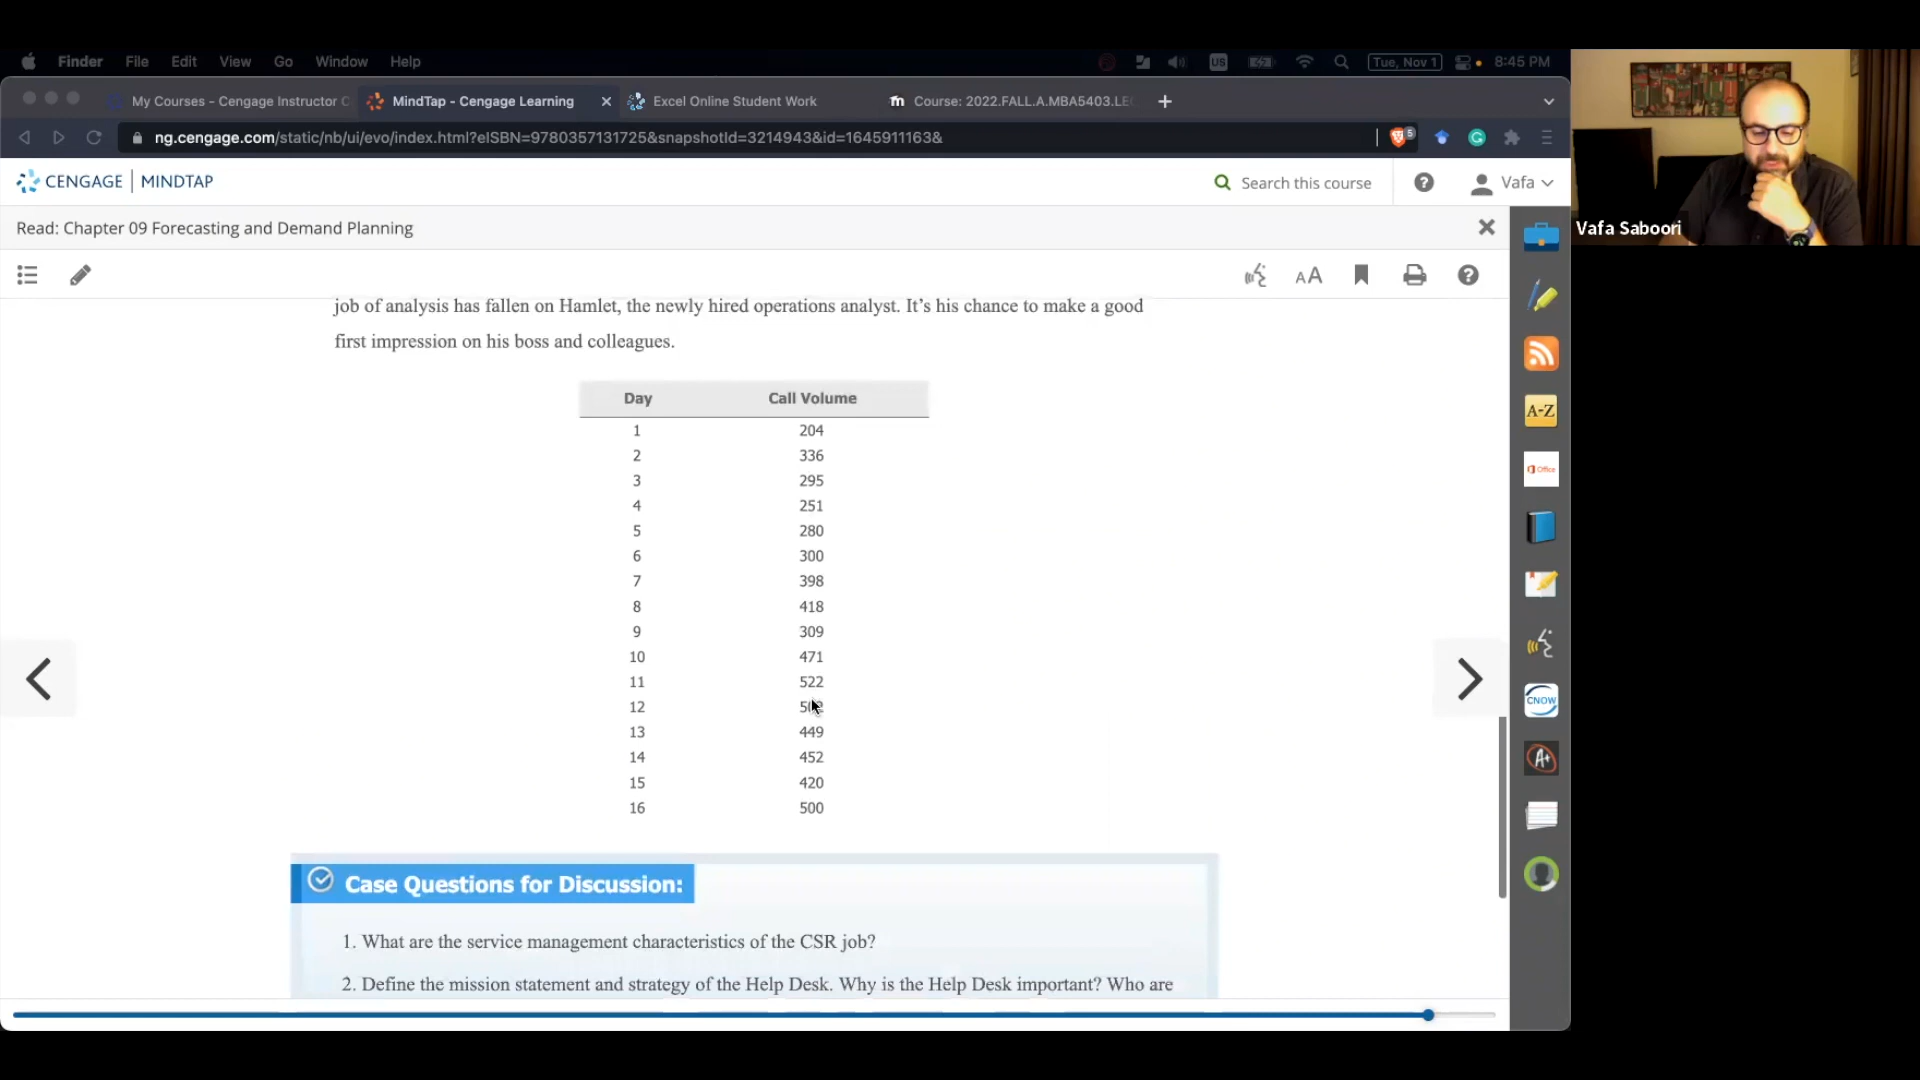 Finder File Edit View Go Window Help US Tue, Nov 1 8:45 PM
My Courses - Cengage Instructor C MindTap - Cengage Learning Excel Online Student Work Course: 2022.FALL.A.MBA5403.LE
ng.cengage.com/static/nb/ui/evo/index.html?eISBN=9780357131725&snapshotId=3214943&id=1645911163& 5
CENGAGE MINDTAP Search this course Vafa
Vafa Saboori
Read: Chapter 09 Forecasting and Demand Planning
AA
job of analysis has fallen on Hamlet, the newly hired operations analyst. It's his chance to make a good
first impression on his boss and colleagues.
Day Call Volume
1 204
2 336
3 295
4 251
5 280
6 300
7 398
8 418
9 309
10 471
11 522
12
13 449
14 452
15 420
16 500
Case Questions for Discussion:
1. What are the service management characteristics of the CSR job?
2. Define the mission statement and strategy of the Help Desk. Why is the Help Desk important? Who are
A-Z
Office
CNOW
A+